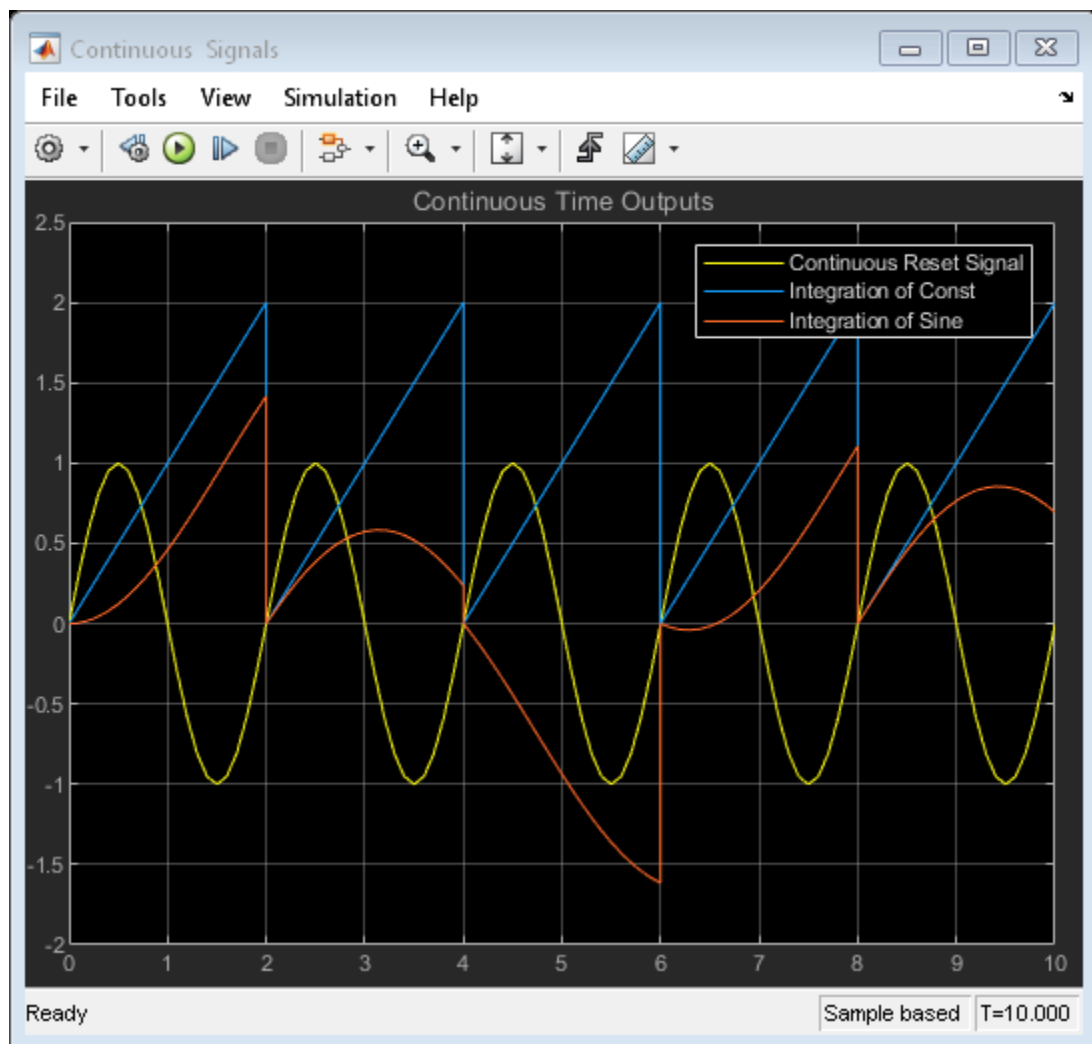 Continuous Signals
File Tools View Simulation Help
Continuous Time Outputs
2.5
2
1.5
1
0.5
0
-0.5
-1
-1.5
-2
Continuous Reset Signal
Integration of Const
Integration of Sine
0 1 2 3 4 5 6 7 8 9 10
Ready Sample based T=10.000